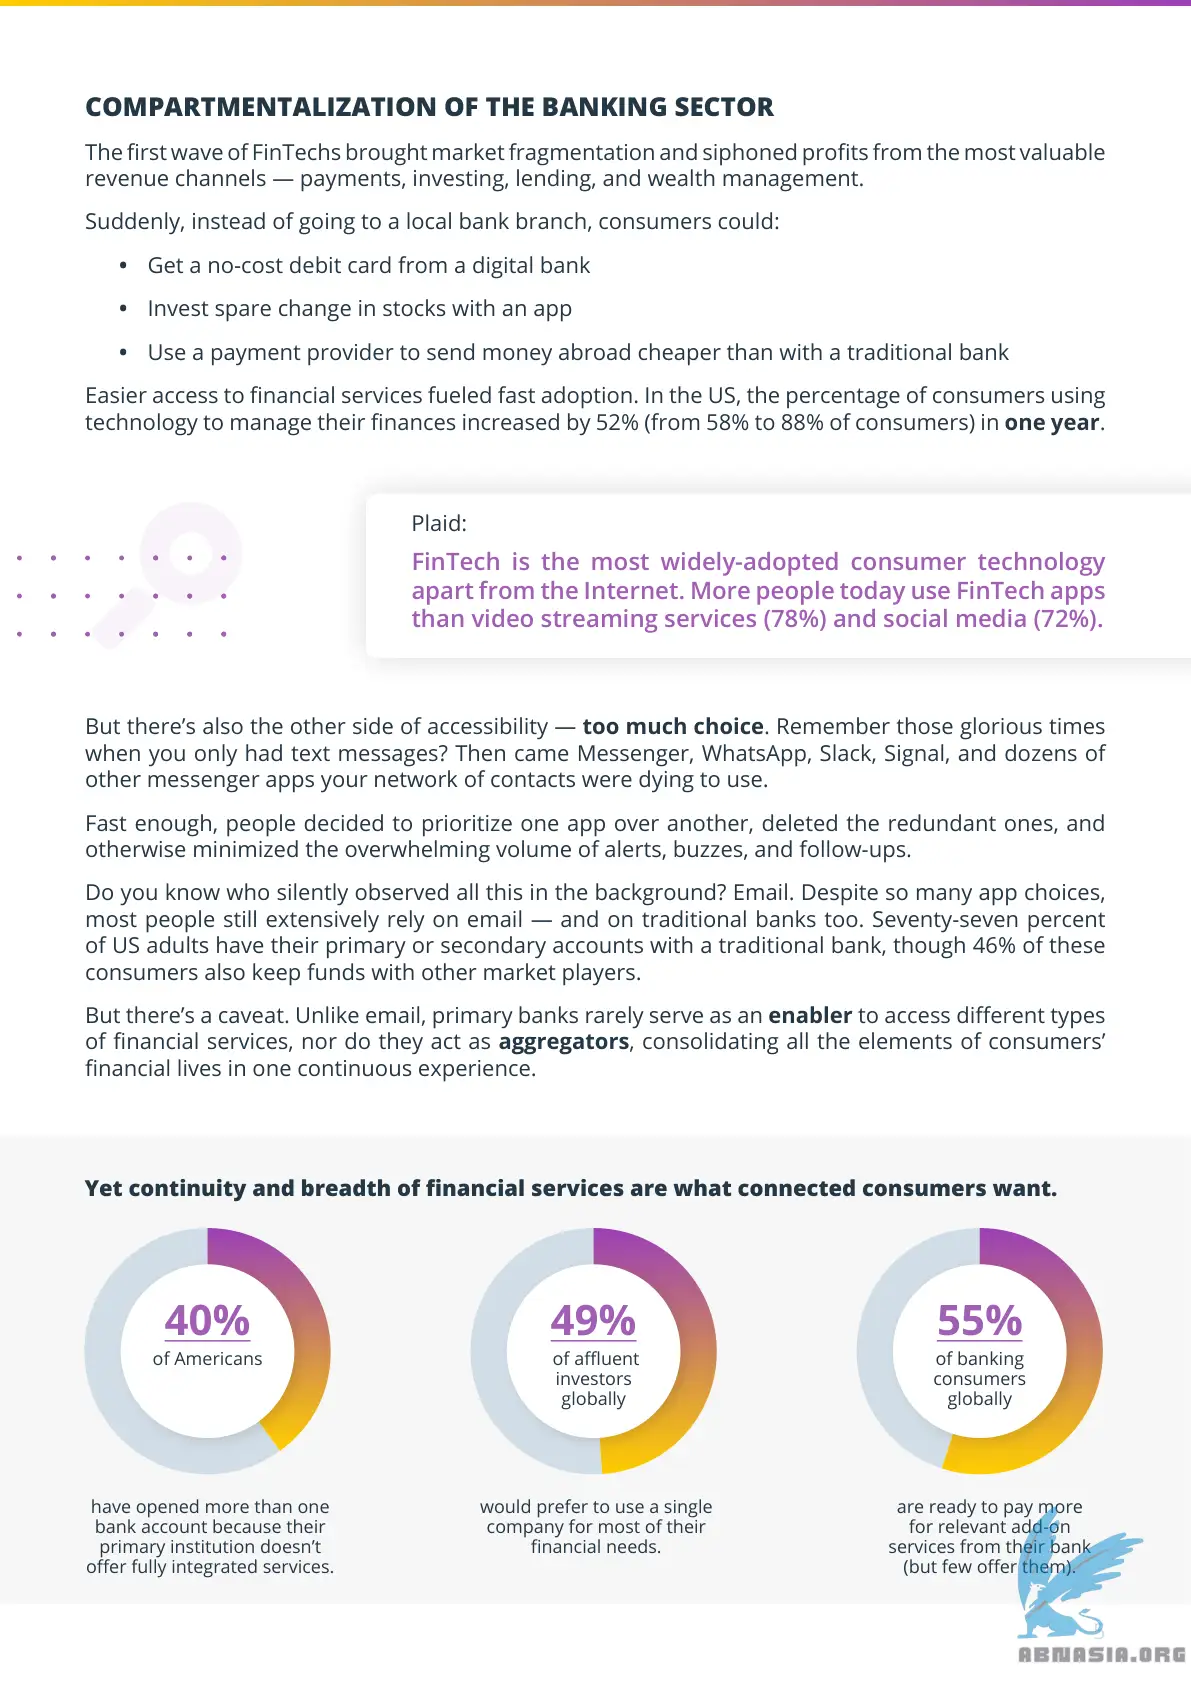 COMPARTMENTALIZATION OF THE BANKING SECTOR
The first wave of FinTechs brought market fragmentation and siphoned profits from the most valuable
revenue channels — payments, investing, lending, and wealth management.
Suddenly, instead of going to a local bank branch, consumers could:
• Get a no-cost debit card from a digital bank
• Invest spare change in stocks with an app
• Use a payment provider to send money abroad cheaper than with a traditional bank
Easier access to financial services fueled fast adoption. In the US, the percentage of consumers using
technology to manage their finances increased by 52% (from 58% to 88% of consumers) in one year.
Plaid:
FinTech is the most widely-adopted consumer technology
apart from the Internet. More people today use FinTech apps
than video streaming services (78%) and social media (72%).
But there’s also the other side of accessibility — too much choice. Remember those glorious times
when you only had text messages? Then came Messenger, WhatsApp, Slack, Signal, and dozens of
other messenger apps your network of contacts were dying to use.
Fast enough, people decided to prioritize one app over another, deleted the redundant ones, and
otherwise minimized the overwhelming volume of alerts, buzzes, and follow-ups.
Do you know who silently observed all this in the background? Email. Despite so many app choices,
most people still extensively rely on email — and on traditional banks too. Seventy-seven percent
of US adults have their primary or secondary accounts with a traditional bank, though 46% of these
consumers also keep funds with other market players.
But there’s a caveat. Unlike email, primary banks rarely serve as an enabler to access different types
of financial services, nor do they act as aggregators, consolidating all the elements of consumers’
financial lives in one continuous experience.
Yet continuity and breadth of financial services are what connected consumers want.
40%
of Americans
have opened more than one
bank account because their
primary institution doesn’t
offer fully integrated services.
49%
of affluent
investors
globally
would prefer to use a single
company for most of their
financial needs.
55%
of banking
consumers
globally
are ready to pay more
for relevant add-on
services from their bank
(but few offer them).
ABNASIA.ORG